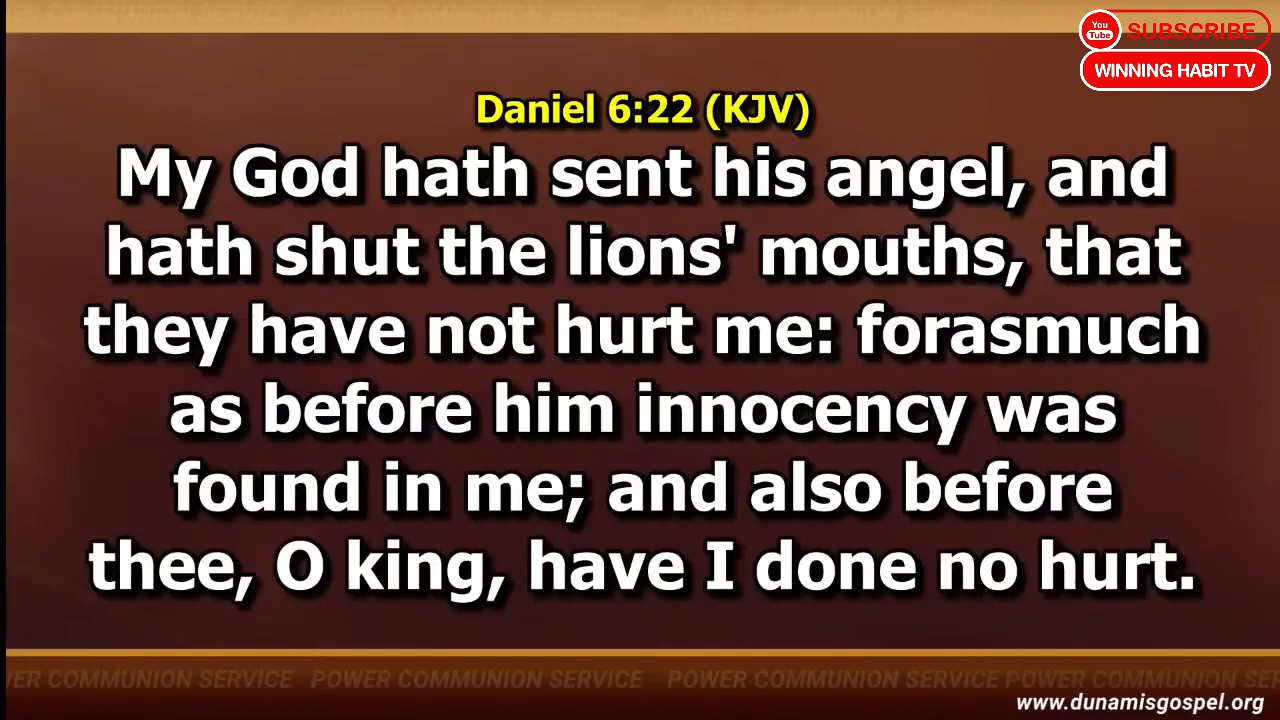 POWER COMMUNION SERVICE
You
Tube
SUBSCRIBE
WINNING HABIT TV
Daniel 6:22 (KJV)
My God hath sent his angel, and
hath shut the lions' mouths, that
they have not hurt me: forasmuch
as before him innocency was
found in me; and also before
thee, O king, have I done no hurt.
ER COMMUNION SERVICE POWER COMMUNION SERVICE POWER COMMUNION SER
www.dunamisgospel.org